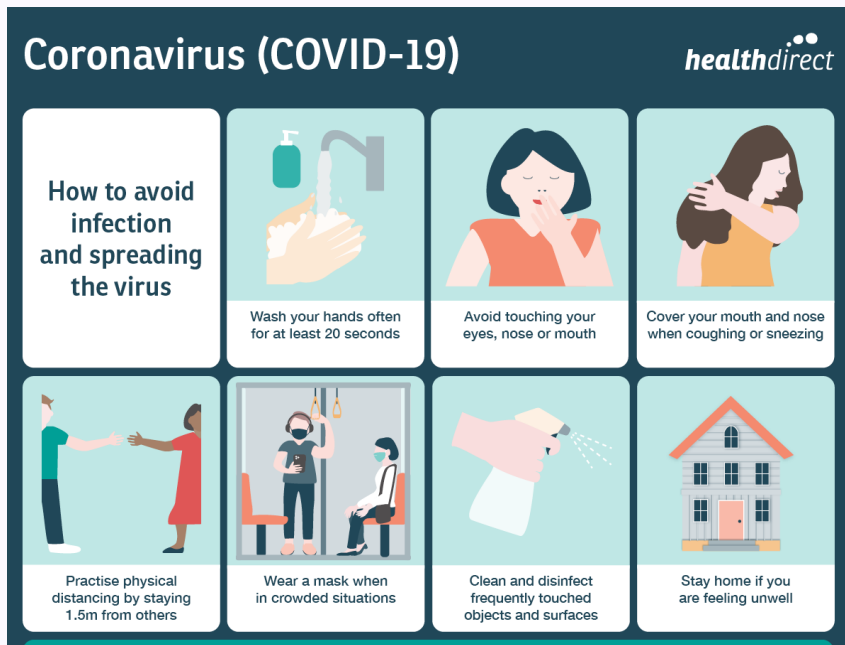 Coronavirus (COVID-19)
healthdirect
How to avoid
infection
and spreading
the virus
Wash your hands often
for at least 20 seconds
Avoid touching your
eyes, nose or mouth
Cover your mouth and nose
when coughing or sneezing
Practise physical
distancing by staying
1.5m from others
Wear a mask when
in crowded situations
Clean and disinfect
frequently touched
objects and surfaces
Stay home if you
are feeling unwell